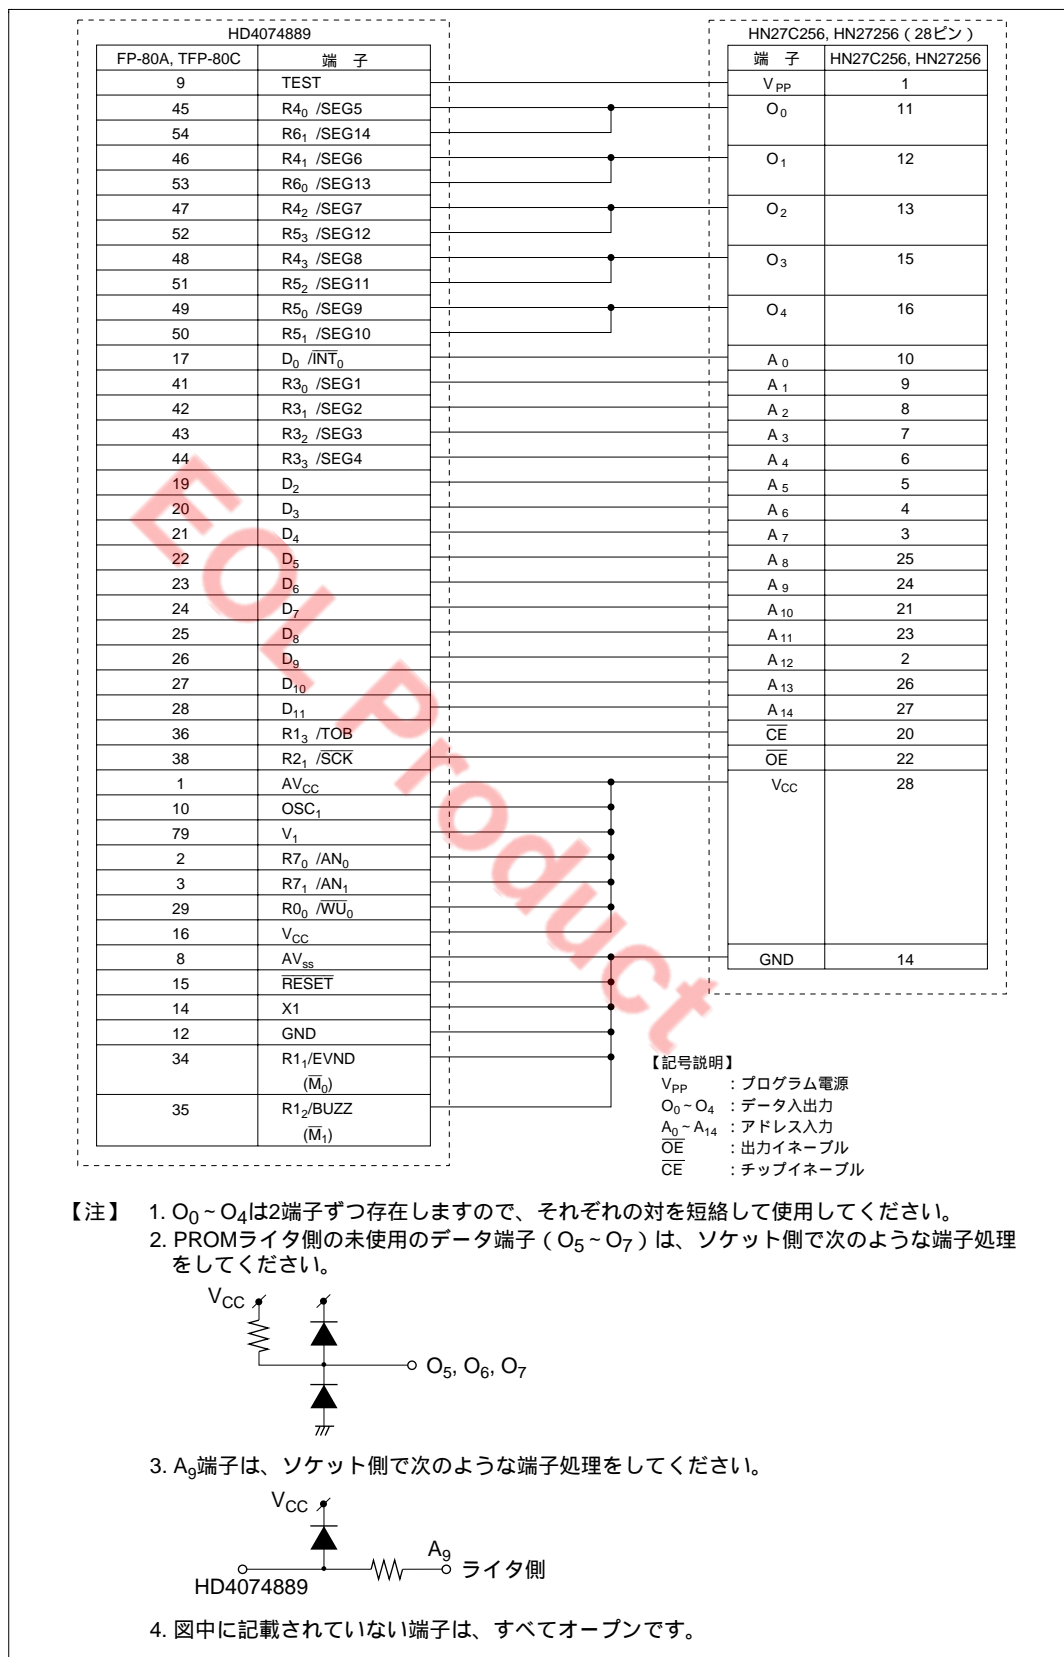 HD4074889
HN27C256, HN27256（28ピン）
FP-80A, TFP-80C 端 子
端 子 HN27C256, HN27256
9 TEST VPP 1
45 R40 /SEG5 O0 11
54 R61 /SEG14
46 R41 /SEG6 O1 12
53 R60 /SEG13
47 R42 /SEG7 O2 13
52 R53 /SEG12
48 R43 /SEG8 O3 15
51 R52 /SEG11
49 R50 /SEG9 O4 16
50 R51 /SEG10
17 D0 /INT0 A0 10
41 R30 /SEG1 A1 9
42 R31 /SEG2 A2 8
43 R32 /SEG3 A3 7
44 R33 /SEG4 A4 6
19 D2 A5 5
20 D3 A6 4
21 D4 A7 3
22 D5 A8 25
23 D6 A9 24
24 D7 A10 21
25 D8 A11 23
26 D9 A12 2
27 D10 A13 26
28 D11 A14 27
36 R13 /TOB CE 20
38 R21 /SCK OE 22
1 AVCC VCC 28
10 OSC1
79 V1
2 R70 /AN0
3 R71 /AN1
29 R00 /WU0
16 VCC
8 AVss GND 14
15 RESET
14 X1
12 GND
34 R11/EVND
(M0)
35 R12/BUZZ
(M1)
EOL Product
【記号説明】
VPP ：プログラム電源
O0~O4 ：データ入出力
A0~A14 ：アドレス入力
OE ：出力イネーブル
CE ：チップイネーブル
【注】 1. O0~O4は2端子ずつ存在しますので、それぞれの対を短絡して使用してください。
2. PROMライタ側の未使用のデータ端子（O5~O7）は、ソケット側で次のような端子処理
をしてください。
VCC
O5, O6, O7
3. A9端子は、ソケット側で次のような端子処理をしてください。
VCC
A9
ライタ側
HD4074889
4. 図中に記載されていない端子は、すべてオープンです。